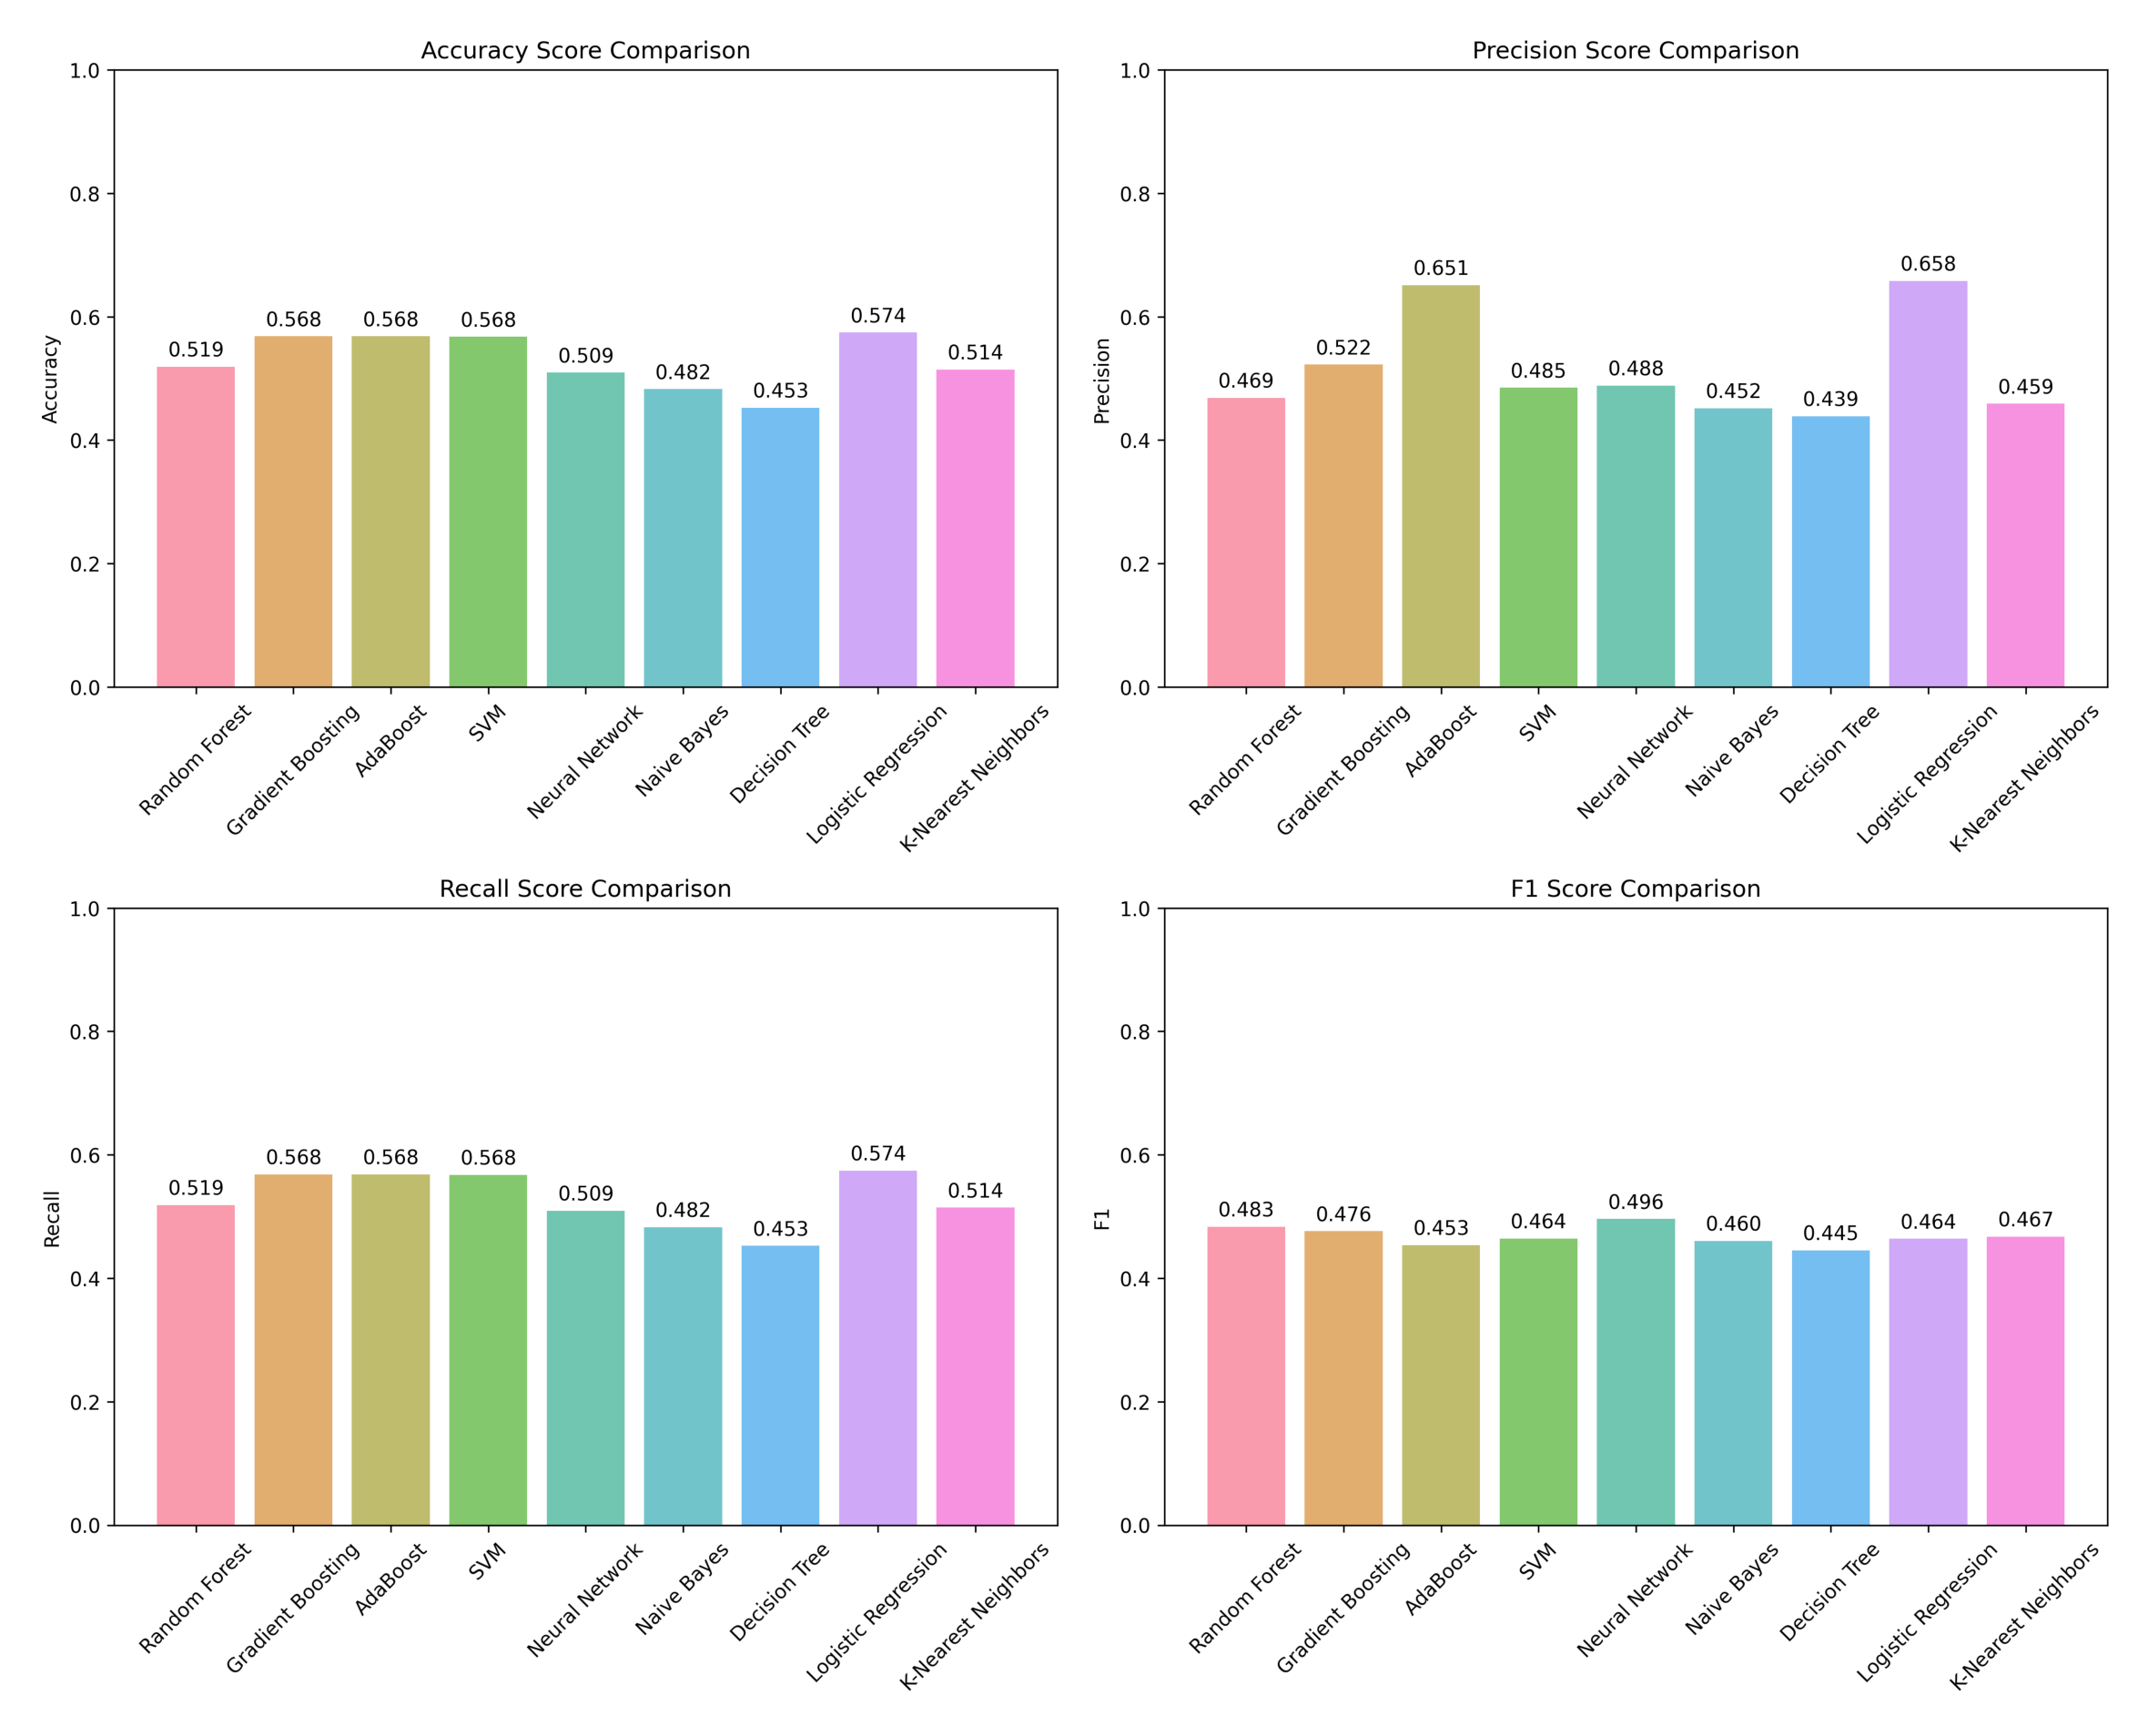 Accuracy Score Comparison
Accuracy
1.0
0.8
0.6
0.4
0.2
0.0
0.519
0.568
0.568
0.568
0.509
0.482
0.453
0.574
0.514
Random Forest
Gradient Boosting
AdaBoost
SVM
Neural Network
Naive Bayes
Decision Tree
Logistic Regression
K-Nearest Neighbors
Precision Score Comparison
Precision
1.0
0.8
0.6
0.4
0.2
0.0
0.469
0.522
0.651
0.485
0.488
0.452
0.439
0.658
0.459
Random Forest
Gradient Boosting
AdaBoost
SVM
Neural Network
Naive Bayes
Decision Tree
Logistic Regression
K-Nearest Neighbors
Recall Score Comparison
Recall
1.0
0.8
0.6
0.4
0.2
0.0
0.519
0.568
0.568
0.568
0.509
0.482
0.453
0.574
0.514
Random Forest
Gradient Boosting
AdaBoost
SVM
Neural Network
Naive Bayes
Decision Tree
Logistic Regression
K-Nearest Neighbors
F1 Score Comparison
F1
1.0
0.8
0.6
0.4
0.2
0.0
0.483
0.476
0.453
0.464
0.496
0.460
0.445
0.464
0.467
Random Forest
Gradient Boosting
AdaBoost
SVM
Neural Network
Naive Bayes
Decision Tree
Logistic Regression
K-Nearest Neighbors